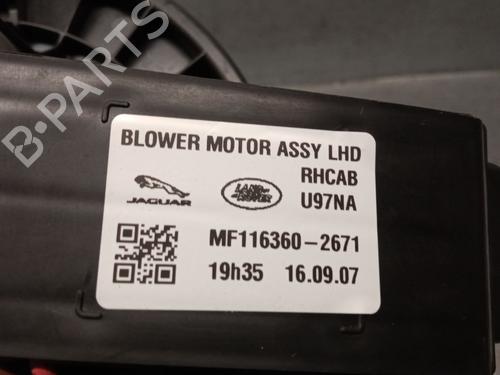 B-PARTS
BLOWER MOTOR ASSY LHD
RHCAB
JAGUAR
LAND ROVER
U97NA
MF116360-2671
19h35 16.09.07